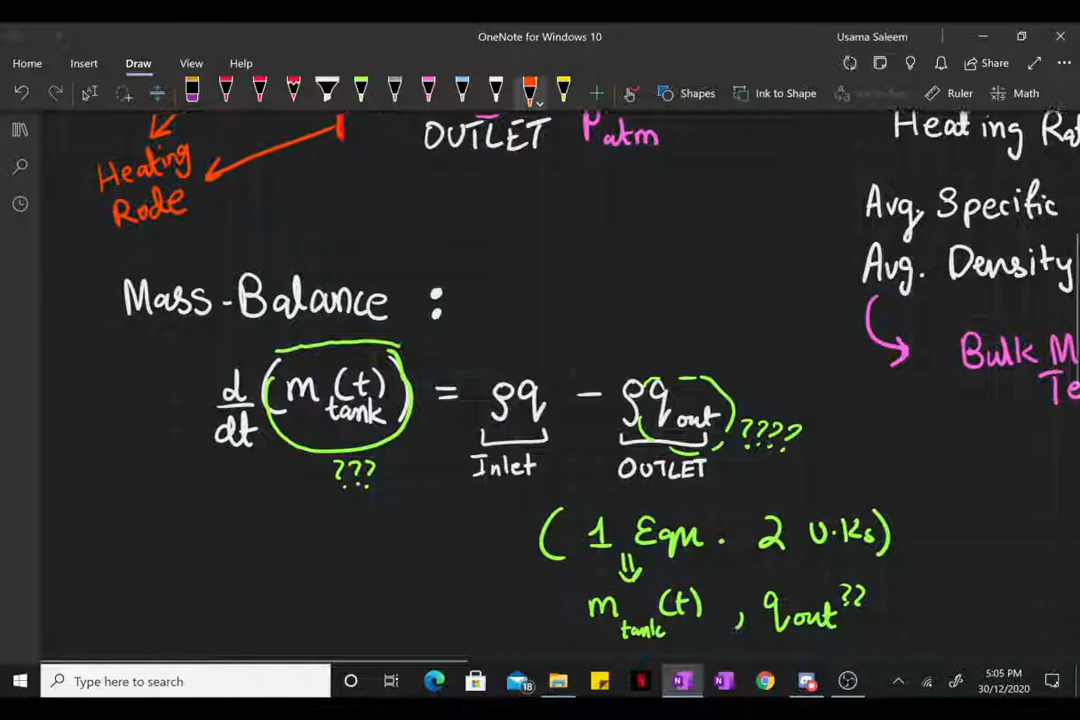 OneNote for Windows 10
Usama Saleem
Home Insert Draw View Help
Share
Shapes Ink to Shape Ruler Math
OUTLET Patm
Heating
Rode
Heating Ra
Avg. Specific
Avg. Density
Bulk M
Te
Mass-Balance :
d/dt (m tank (t)) = ρq - ρq out
??? ????
Inlet OUTLET
( 1 Eqn. 2 U.Ks)
⇓
m tank (t) , q out ??
Type here to search
18
5:05 PM
30/12/2020